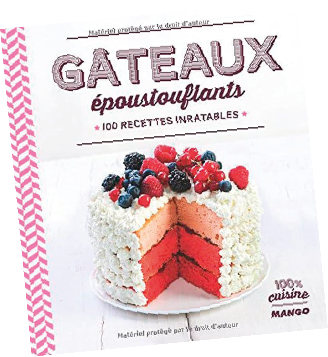 Matériel protégé par le droit d'auteur
GÂTEAUX
époustouflants
* 100 RECETTES INRATABLES *
100%
cuisine
MANGO
Matériel protégé par le droit d'auteur